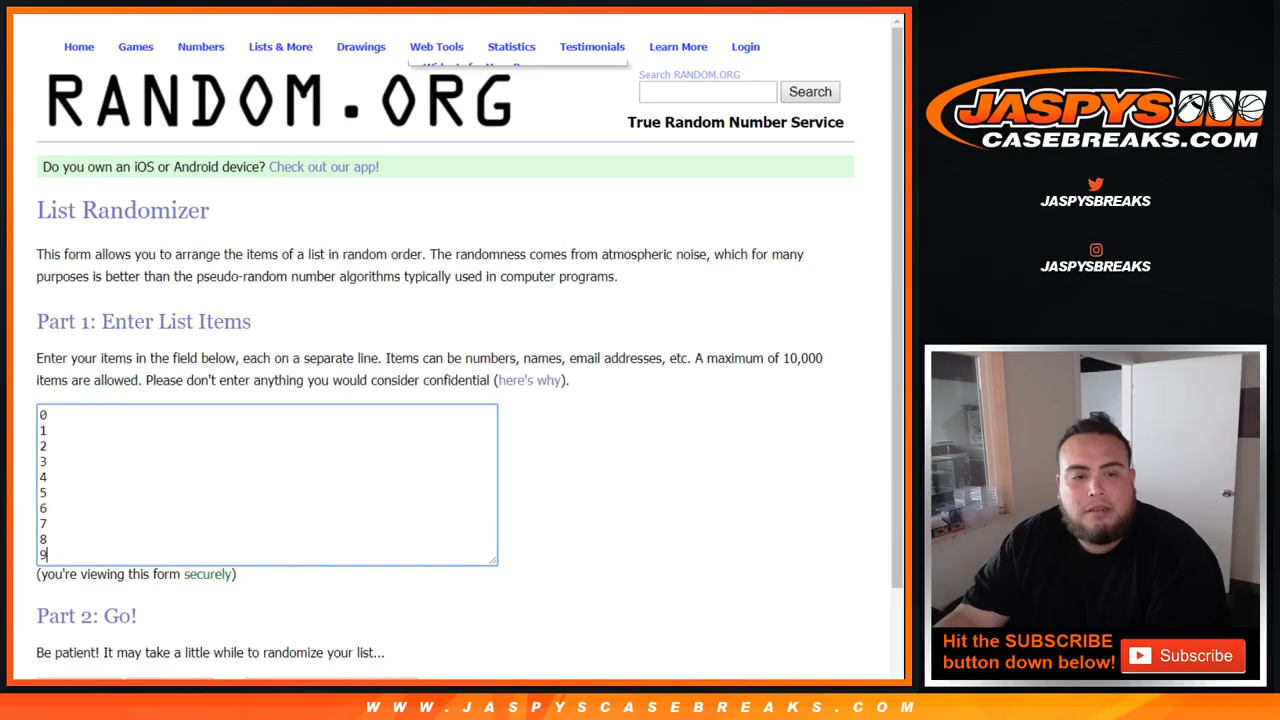 Home Games Numbers Lists & More Drawings Web Tools Statistics Testimonials Learn More Login
RANDOM.ORG
Search RANDOM.ORG
Search
True Random Number Service
Do you own an iOS or Android device? Check out our app!
List Randomizer
This form allows you to arrange the items of a list in random order. The randomness comes from atmospheric noise, which for many
purposes is better than the pseudo-random number algorithms typically used in computer programs.
Part 1: Enter List Items
Enter your items in the field below, each on a separate line. Items can be numbers, names, email addresses, etc. A maximum of 10,000
items are allowed. Please don't enter anything you would consider confidential (here's why).
0
1
2
3
4
5
6
7
8
9
(you're viewing this form securely)
Part 2: Go!
Be patient! It may take a little while to randomize your list...
JASPYS
CASEBREAKS.COM
JASPYSBREAKS
JASPYSBREAKS
Hit the SUBSCRIBE
button down below!
Subscribe
WWW.JASPYSCASEBREAKS.COM